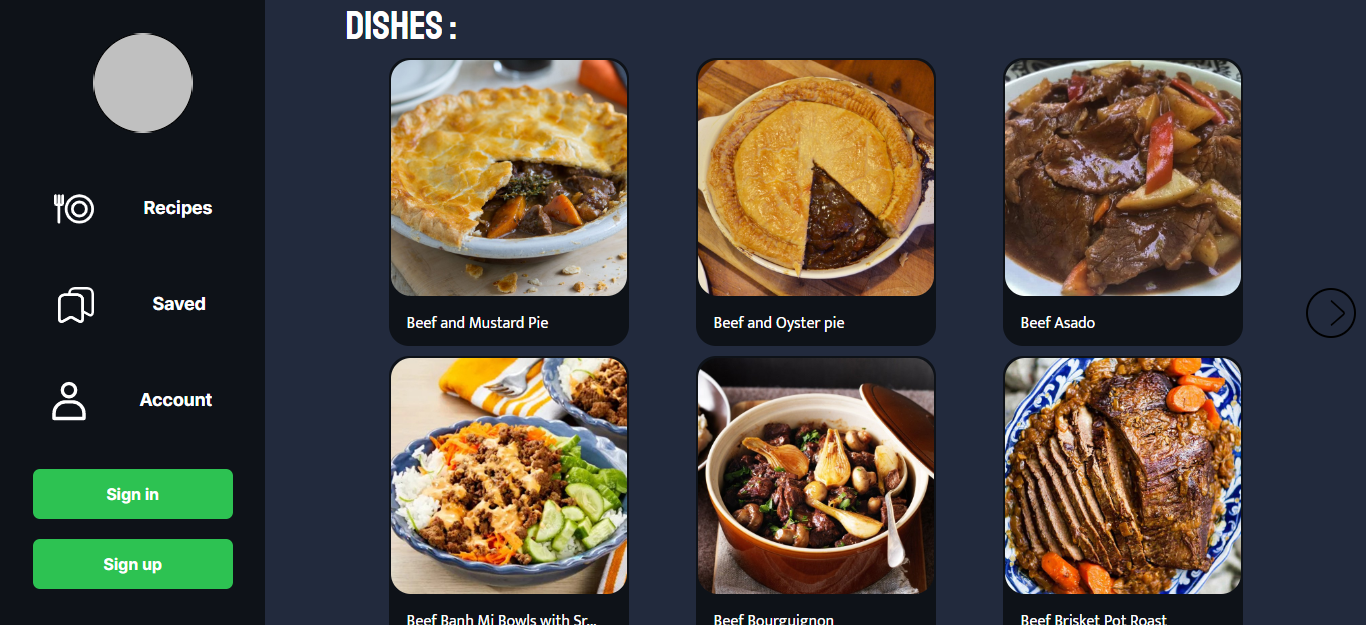 DISHES :
Recipes
Saved
Account
Sign in
Sign up
Beef and Mustard Pie
Beef and Oyster pie
Beef Asado
Beef Banh Mi Bowls with Sr...
Beef Bourguignon
Beef Brisket Pot Roast